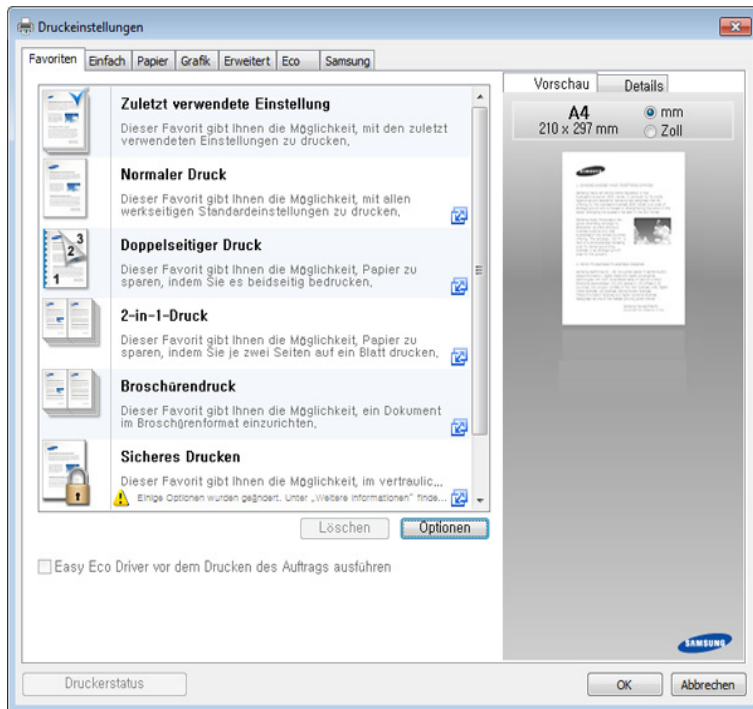 Druckeinstellungen
Favoriten Einfach Papier Grafik Erweitert Eco Samsung
Zuletzt verwendete Einstellung
Dieser Favorit gibt Ihnen die Möglichkeit, mit den zuletzt
verwendeten Einstellungen zu drucken,
Normaler Druck
Dieser Favorit gibt Ihnen die Möglichkeit, mit allen
werkseitigen Standardeinstellungen zu drucken,
Doppelseitiger Druck
Dieser Favorit gibt Ihnen die Möglichkeit, Papier zu
sparen, indem Sie es beidseitig bedrucken,
1 2 3
2-in-1-Druck
Dieser Favorit gibt Ihnen die Möglichkeit, Papier zu
sparen, indem Sie je zwei Seiten auf ein Blatt drucken,
Broschürendruck
Dieser Favorit gibt Ihnen die Möglichkeit, ein Dokument
im Broschürenformat einzurichten,
Sicheres Drucken
Dieser Favorit gibt Ihnen die Möglichkeit, im vertraulic...
Einige Optionen wurden geändert. Unter „Weitere Informationen" finde...
Löschen Optionen
Easy Eco Driver vor dem Drucken des Auftrags ausführen
Vorschau Details
A4
210 x 297 mm
mm
Zoll
SAMSUNG
Druckerstatus
OK Abbrechen